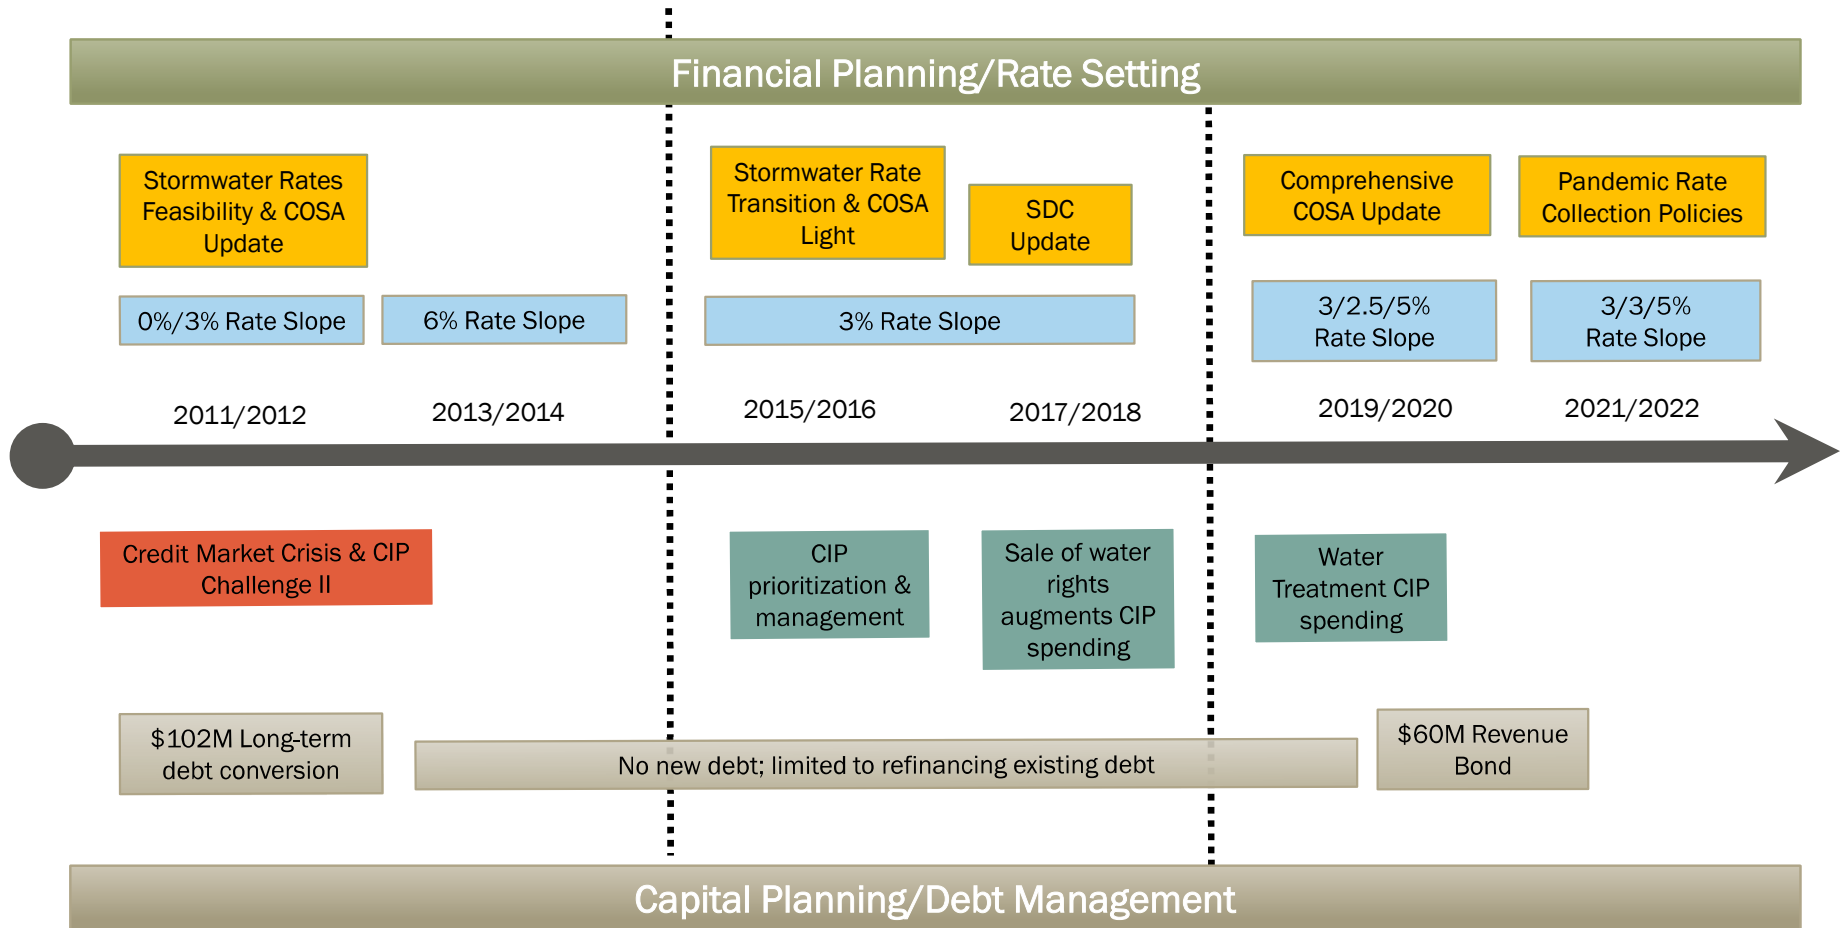 Financial Planning/Rate Setting
Stormwater Rates
Feasibility & COSA
Update
Stormwater Rate
Transition & COSA
Light
SDC
Update
Comprehensive
COSA Update
Pandemic Rate
Collection Policies
0%/3% Rate Slope
6% Rate Slope
3% Rate Slope
3/2.5/5%
Rate Slope
3/3/5%
Rate Slope
2011/2012
2013/2014
2015/2016
2017/2018
2019/2020
2021/2022
Credit Market Crisis & CIP
Challenge II
CIP
prioritization &
management
Sale of water
rights
augments CIP
spending
Water
Treatment CIP
spending
$102M Long-term
debt conversion
No new debt; limited to refinancing existing debt
$60M Revenue
Bond
Capital Planning/Debt Management